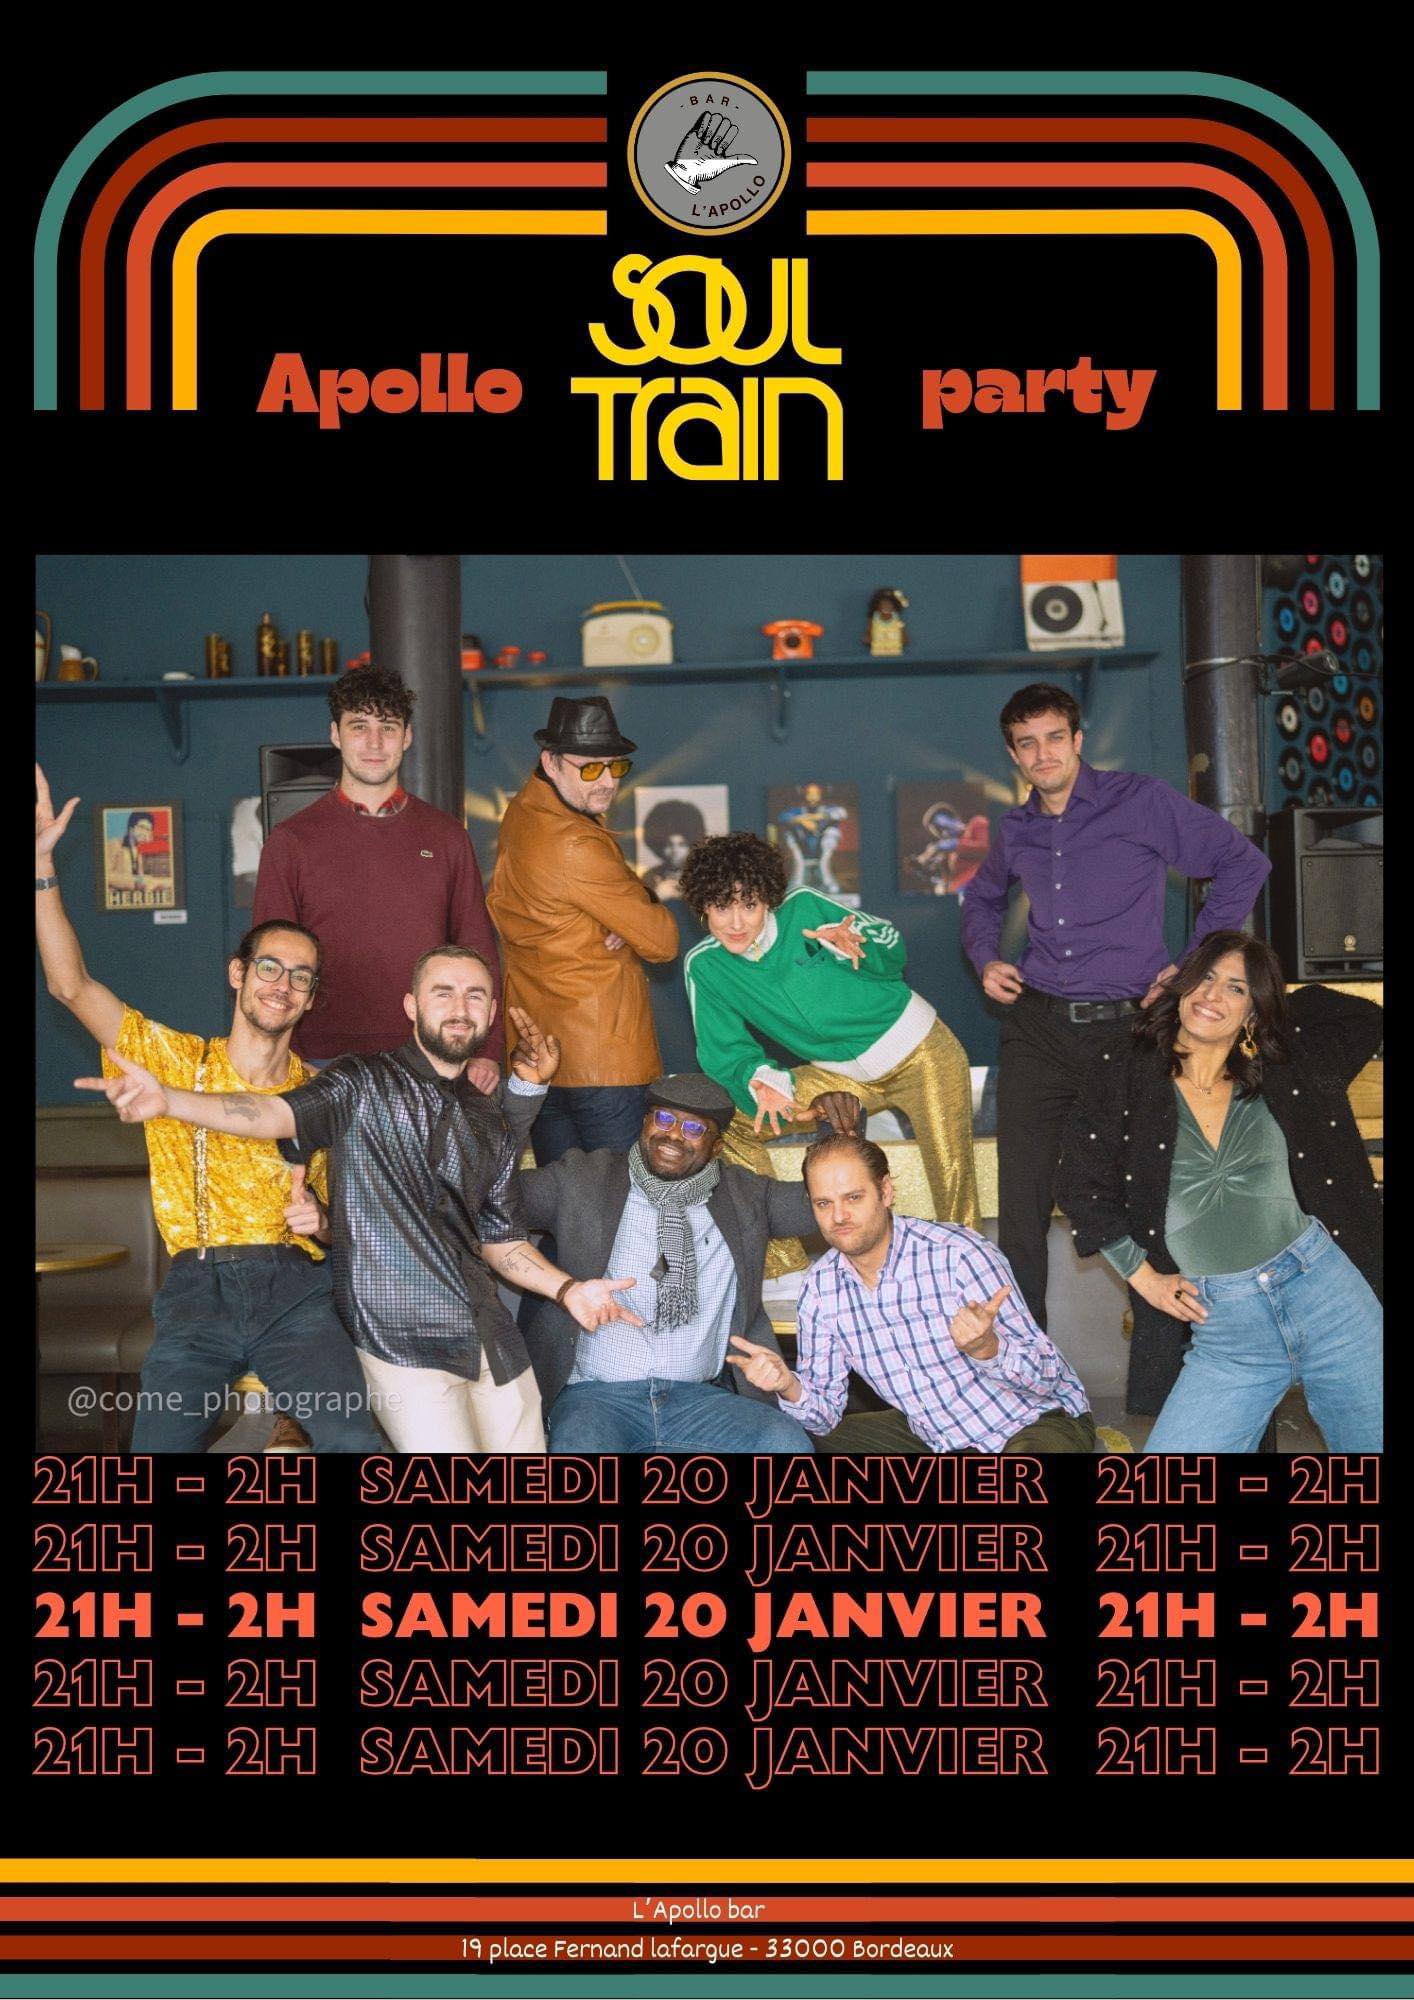 - BAR -
L'APOLLO
Apollo SOUL TRAIN party
HERBIE
@come_photographe
21H - 2H SAMEDI 20 JANVIER 21H - 2H
21H - 2H SAMEDI 20 JANVIER 21H - 2H
21H - 2H SAMEDI 20 JANVIER 21H - 2H
21H - 2H SAMEDI 20 JANVIER 21H - 2H
21H - 2H SAMEDI 20 JANVIER 21H - 2H
L'Apollo bar
19 place Fernand lafargue - 33000 Bordeaux